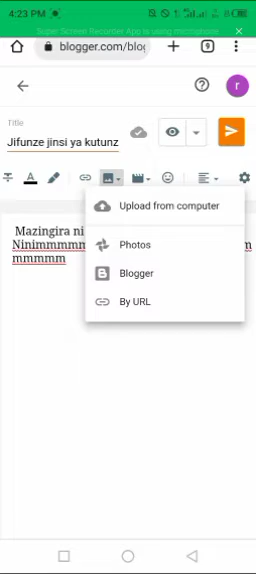 4:23 PM
Super Screen Recorder App is using microphone
blogger.com/blog
9
r
Title
Jifunze jinsi ya kutunz
A
Upload from computer
Mazingira ni
Photos
Ninimmmmm
m
mmmmm
Blogger
By URL